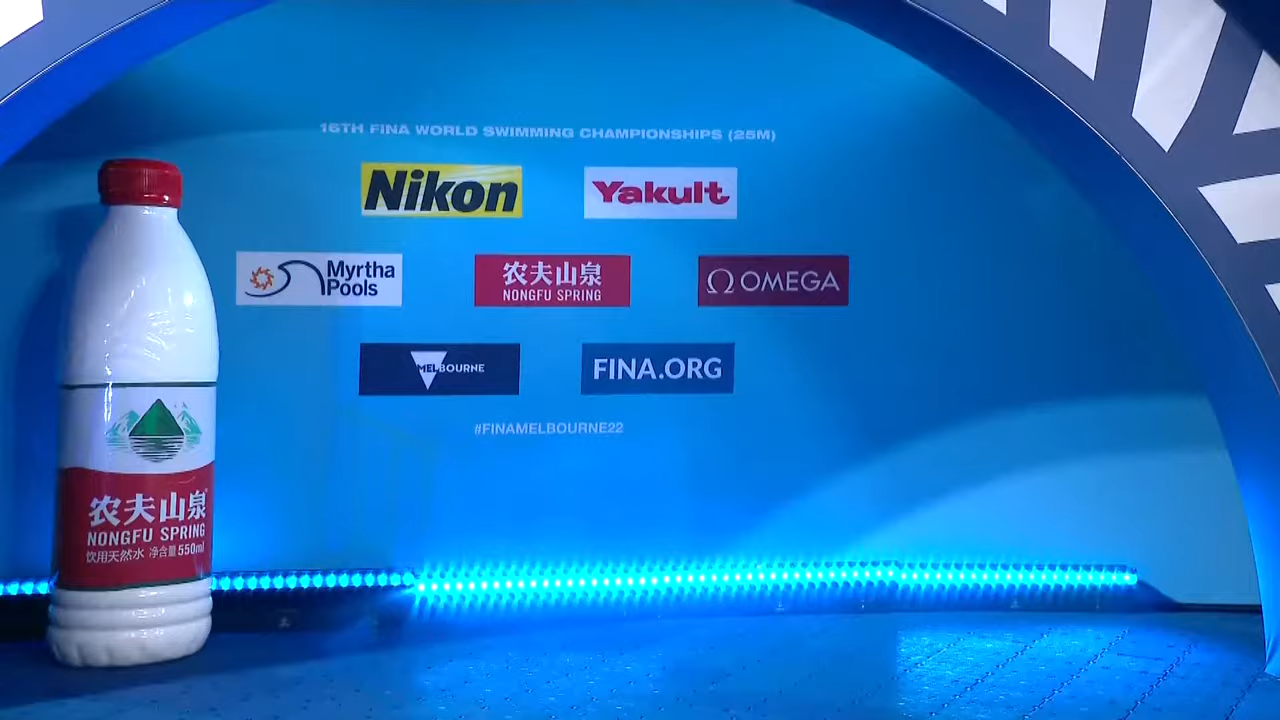 16TH FINA WORLD SWIMMING CHAMPIONSHIPS (25M)
Nikon
Yakult
Myrtha
Pools
农夫山泉
NONGFU SPRING
Ω OMEGA
MELBOURNE
FINA.ORG
#FINAMELBOURNE22
农夫山泉
NONGFU SPRING
饮用天然水 净含量550ml